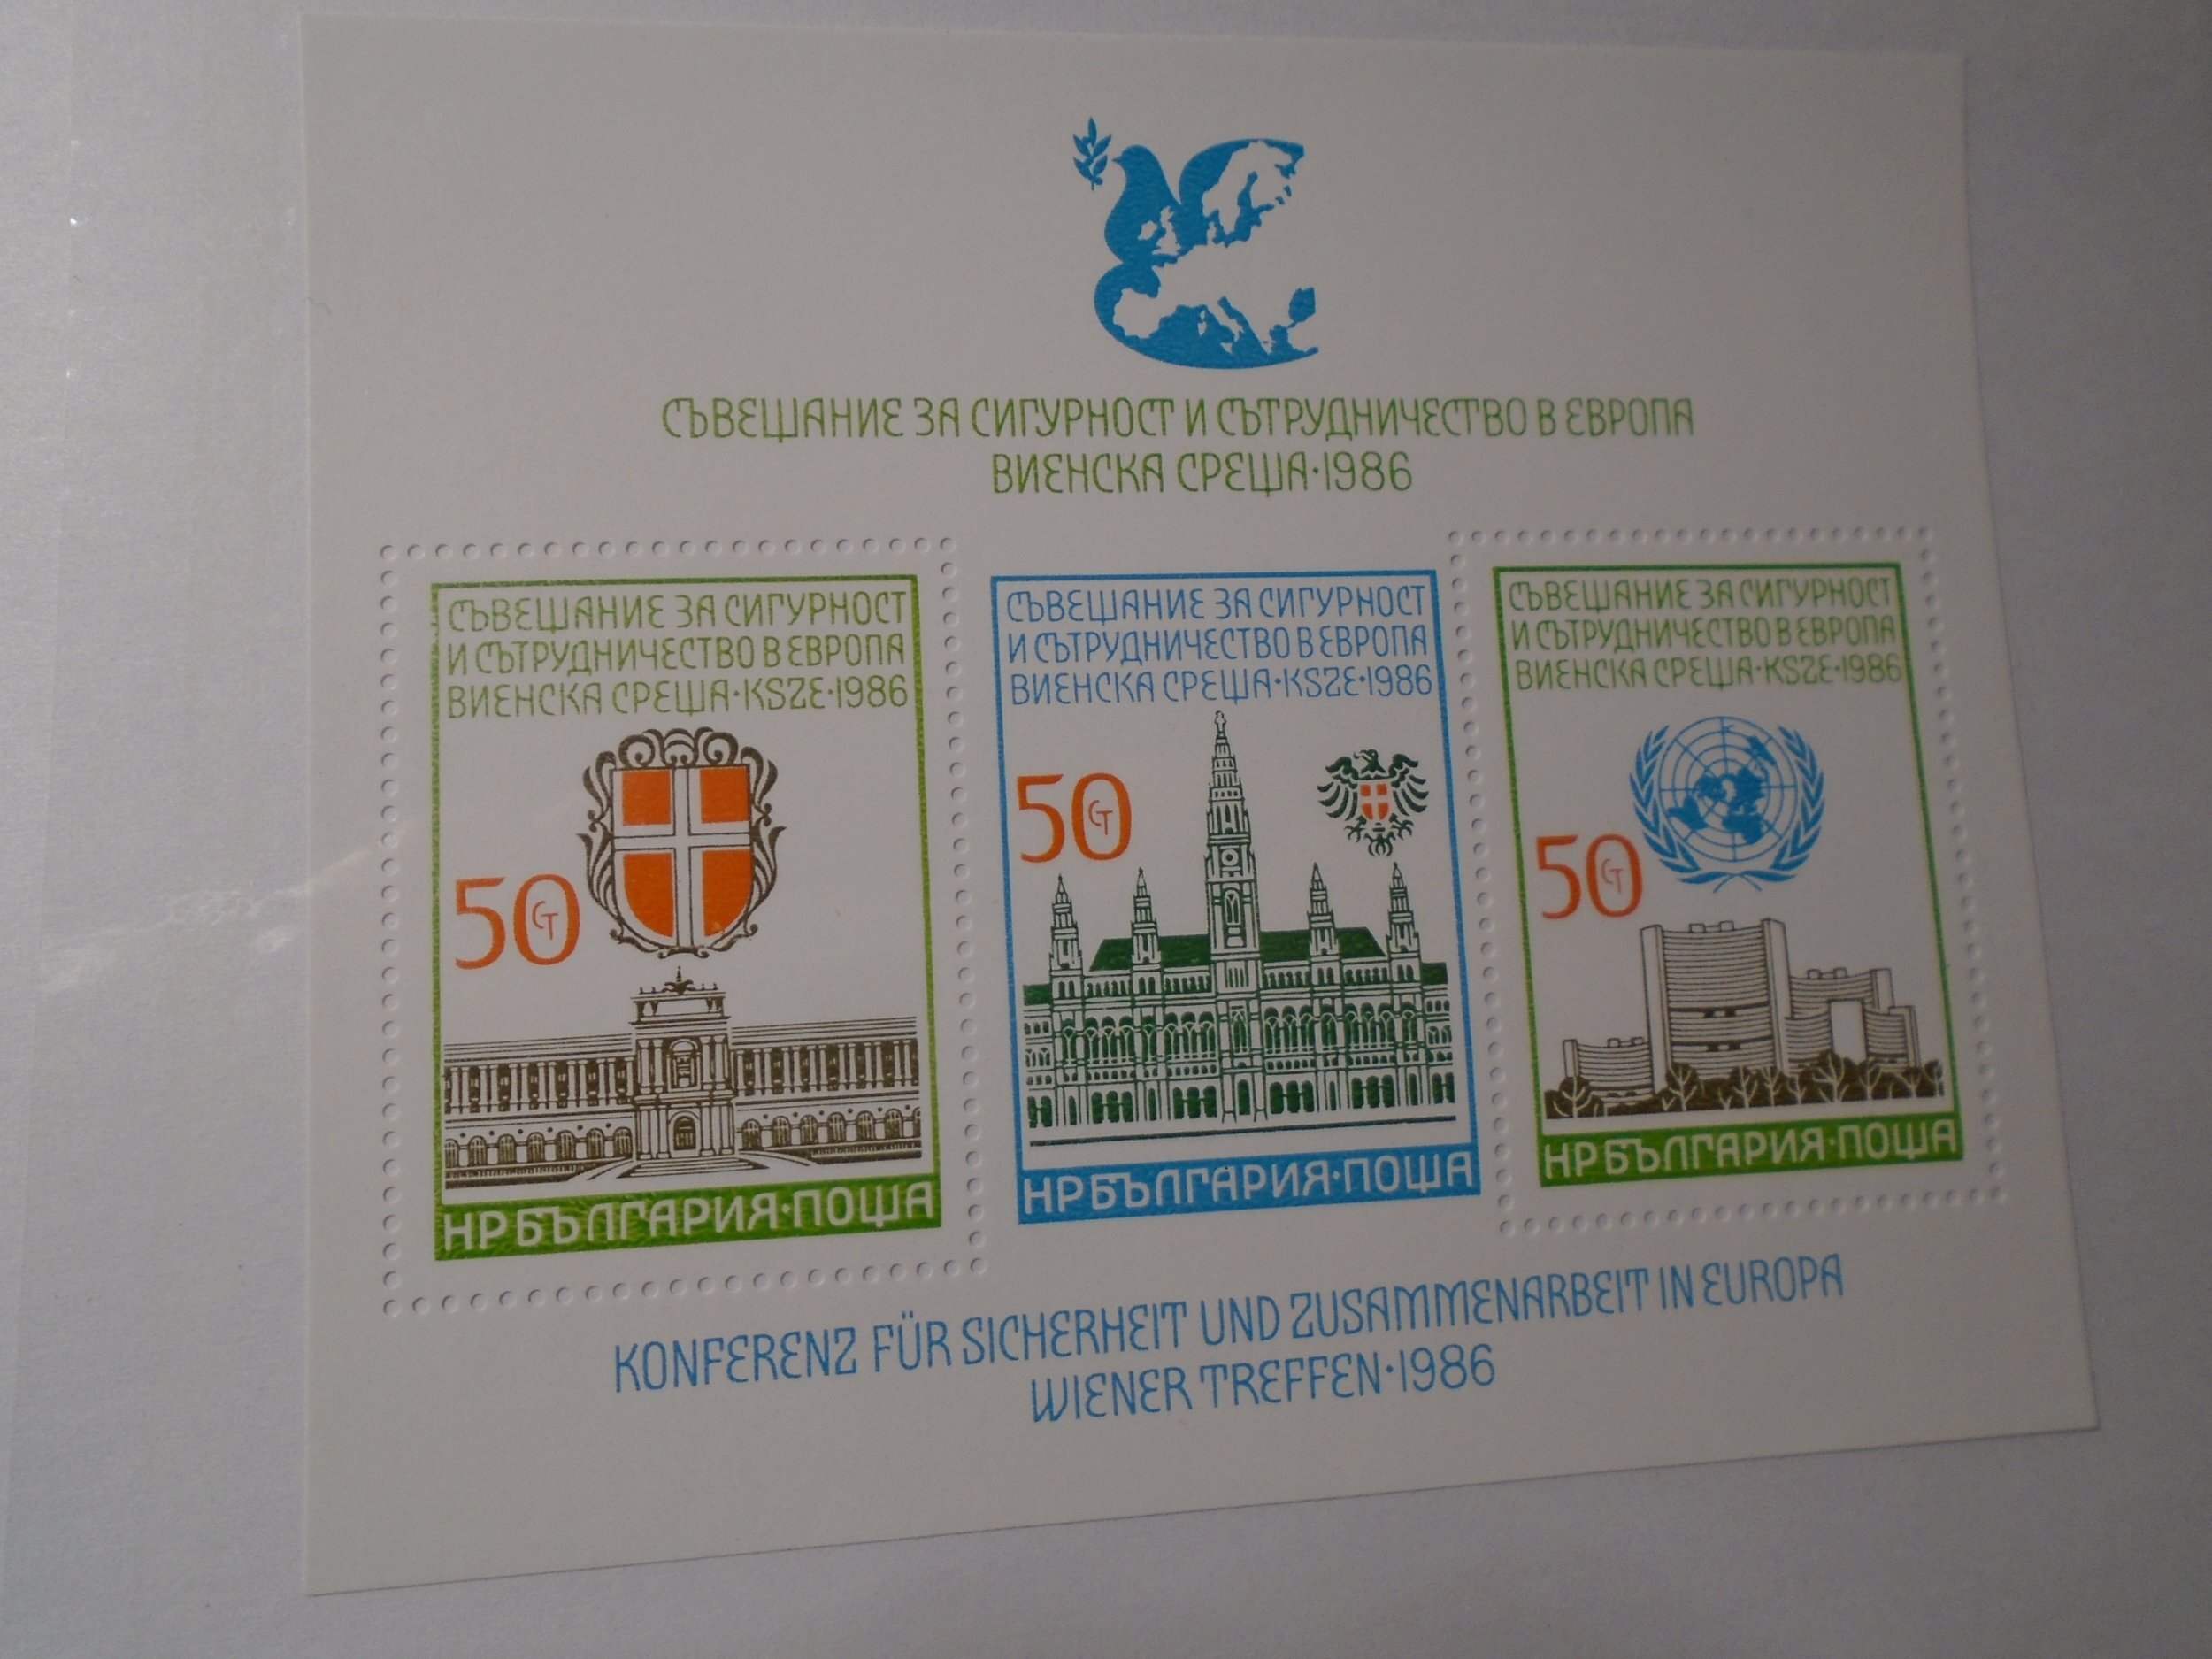 СЪВЕЩАНИЕ ЗА СИГУРНОСТ И СЪТРУДНИЧЕСТВО В ЕВРОПА
ВИЕНСКА СРЕЩА·1986
СЪВЕЩАНИЕ ЗА СИГУРНОСТ
И СЪТРУДНИЧЕСТВО В ЕВРОПА
ВИЕНСКА СРЕЩА·KSZE·1986
50 СТ
НР БЪЛГАРИЯ·ПОЩА
СЪВЕЩАНИЕ ЗА СИГУРНОСТ
И СЪТРУДНИЧЕСТВО В ЕВРОПА
ВИЕНСКА СРЕЩА·KSZE·1986
50 СТ
НР БЪЛГАРИЯ·ПОЩА
СЪВЕЩАНИЕ ЗА СИГУРНОСТ
И СЪТРУДНИЧЕСТВО В ЕВРОПА
ВИЕНСКА СРЕЩА·KSZE·1986
50 СТ
НР БЪЛГАРИЯ·ПОЩА
KONFERENZ FÜR SICHERHEIT UND ZUSAMMENARBEIT IN EUROPA
WIENER TREFFEN·1986